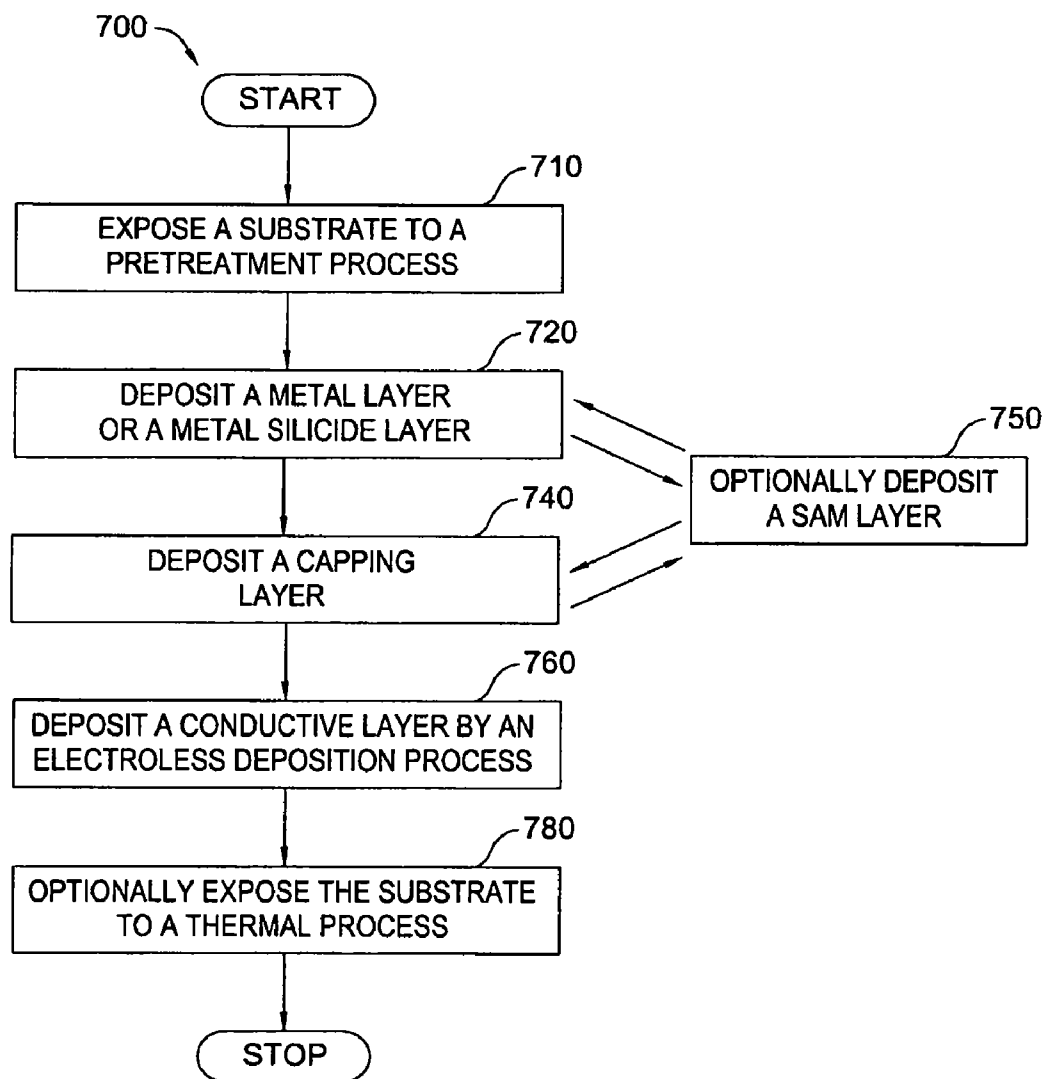 700
START
710
EXPOSE A SUBSTRATE TO A
PRETREATMENT PROCESS
720
DEPOSIT A METAL LAYER
OR A METAL SILICIDE LAYER
750
OPTIONALLY DEPOSIT
A SAM LAYER
740
DEPOSIT A CAPPING
LAYER
760
DEPOSIT A CONDUCTIVE LAYER BY AN
ELECTROLESS DEPOSITION PROCESS
780
OPTIONALLY EXPOSE THE SUBSTRATE
TO A THERMAL PROCESS
STOP